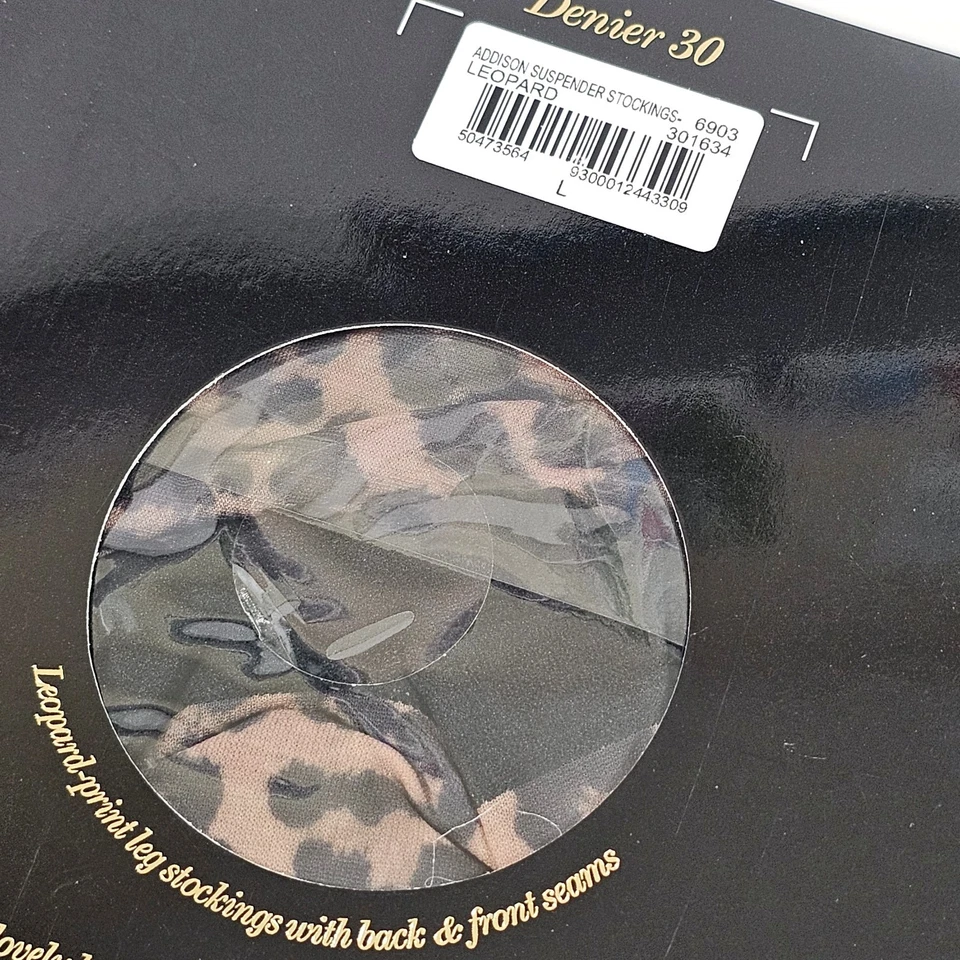 Denier 30
ADDISON SUSPENDER STOCKINGS- 6903
LEOPARD 301634
50473564 9300012443309
L
Leopard-print leg stockings with back & front seams